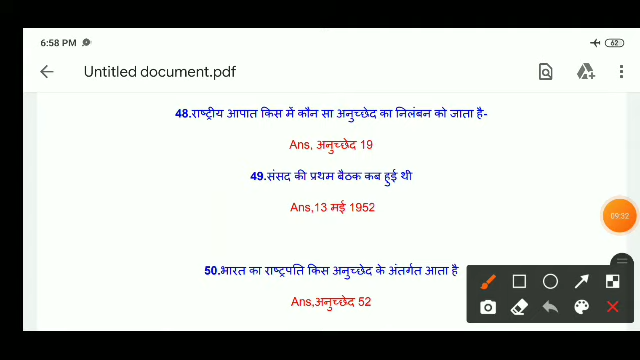 6:58 PM
62
Untitled document.pdf
48.राष्ट्रीय आपात किस में कौन सा अनुच्छेद का निलंबन को जाता है-
Ans, अनुच्छेद 19
49.संसद की प्रथम बैठक कब हुई थी
Ans,13 मई 1952
09:32
50.भारत का राष्ट्रपति किस अनुच्छेद के अंतर्गत आता है
Ans,अनुच्छेद 52